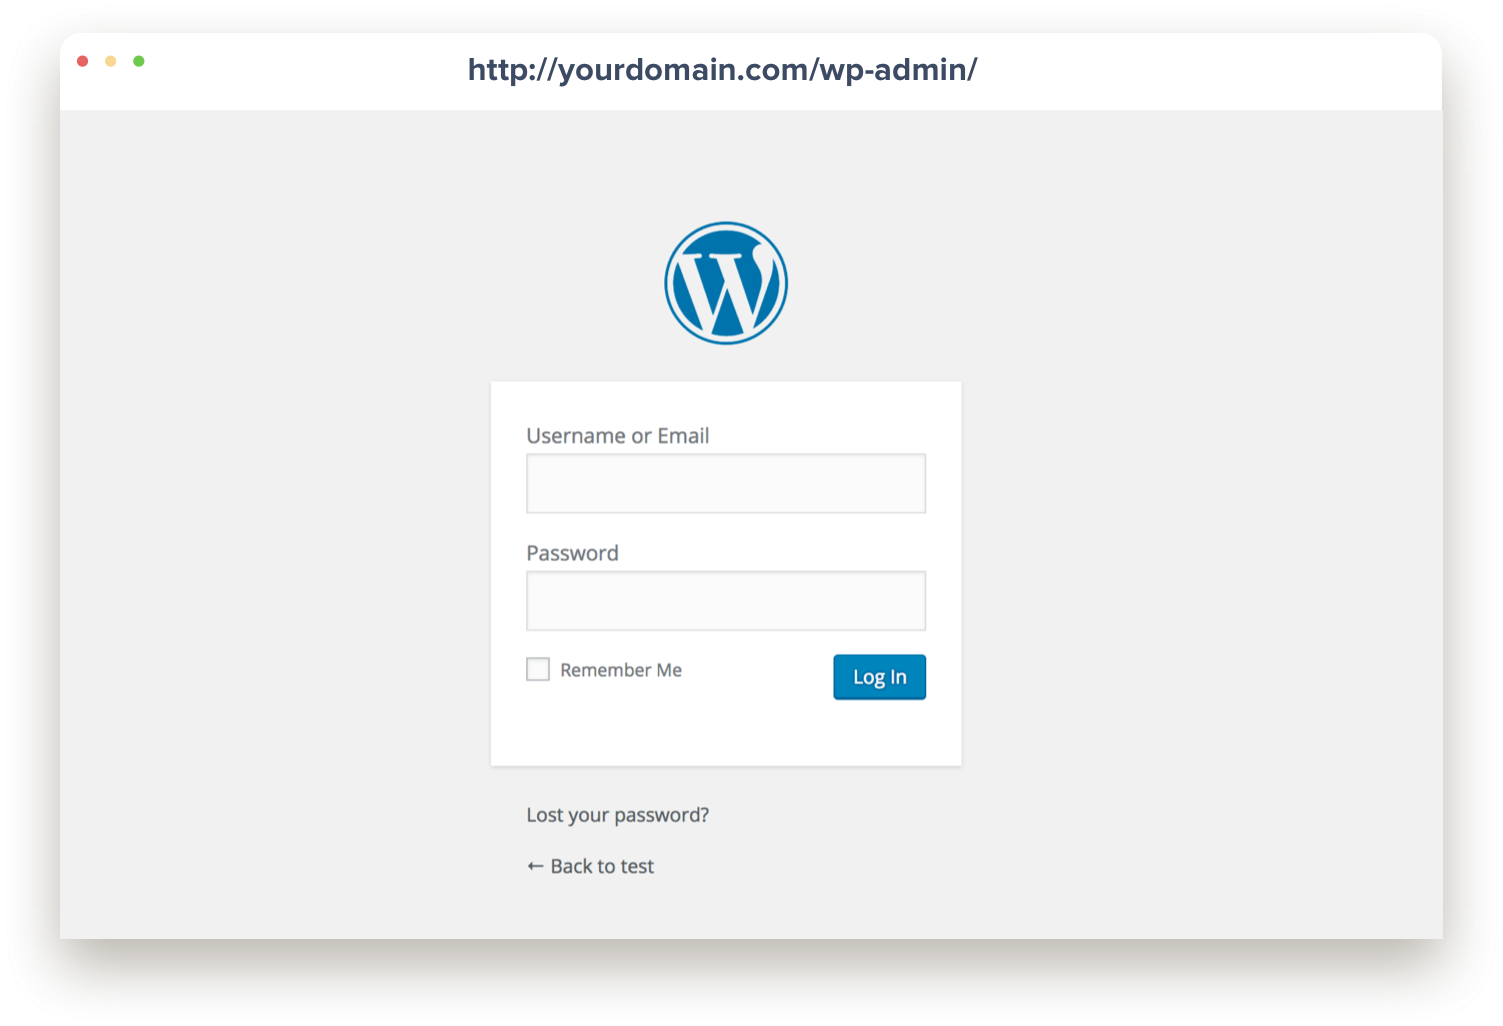 http://yourdomain.com/wp-admin/
Username or Email
Password
Remember Me
Log In
Lost your password?
← Back to test